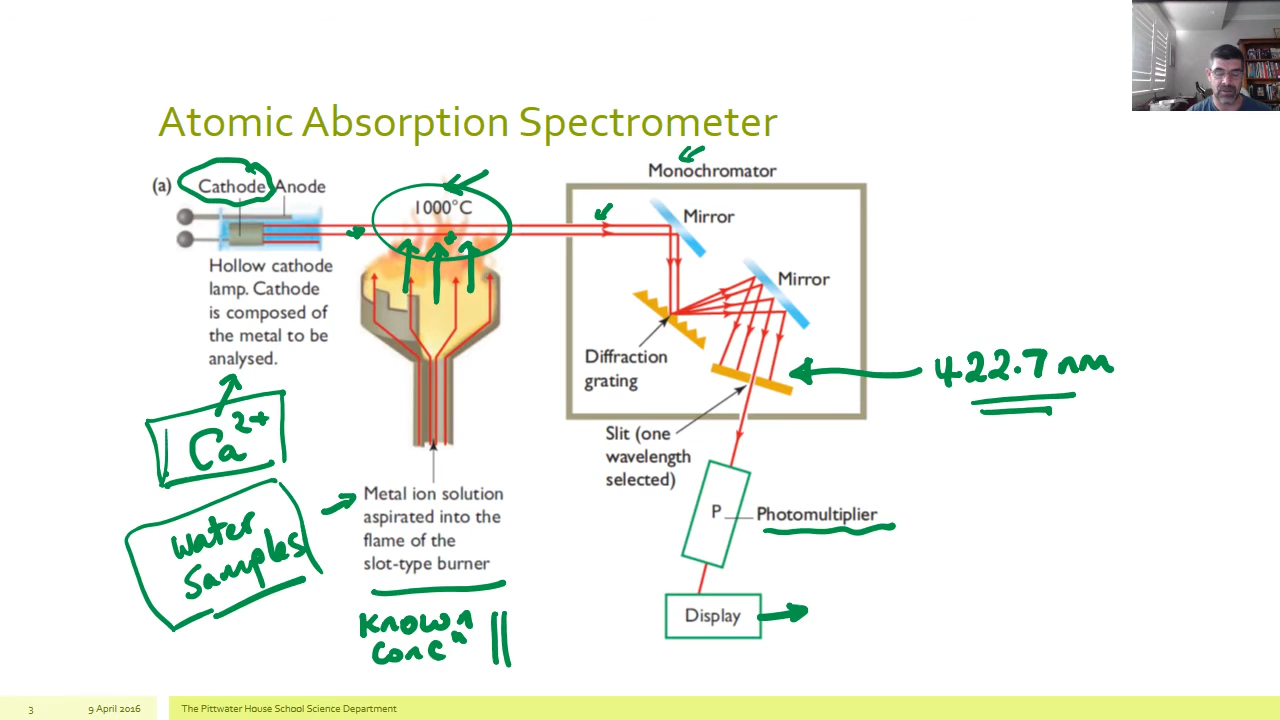 Atomic Absorption Spectrometer
(a)
Cathode Anode
Hollow cathode
lamp. Cathode
is composed of
the metal to be
analysed.
Ca2+
water
samples
1000°C
Metal ion solution
aspirated into the
flame of the
slot-type burner
known
concn
Monochromator
Mirror
Mirror
Diffraction
grating
422.7 nm
Slit (one
wavelength
selected)
P
Photomultiplier
Display
3
9 April 2016
The Pittwater House School Science Department